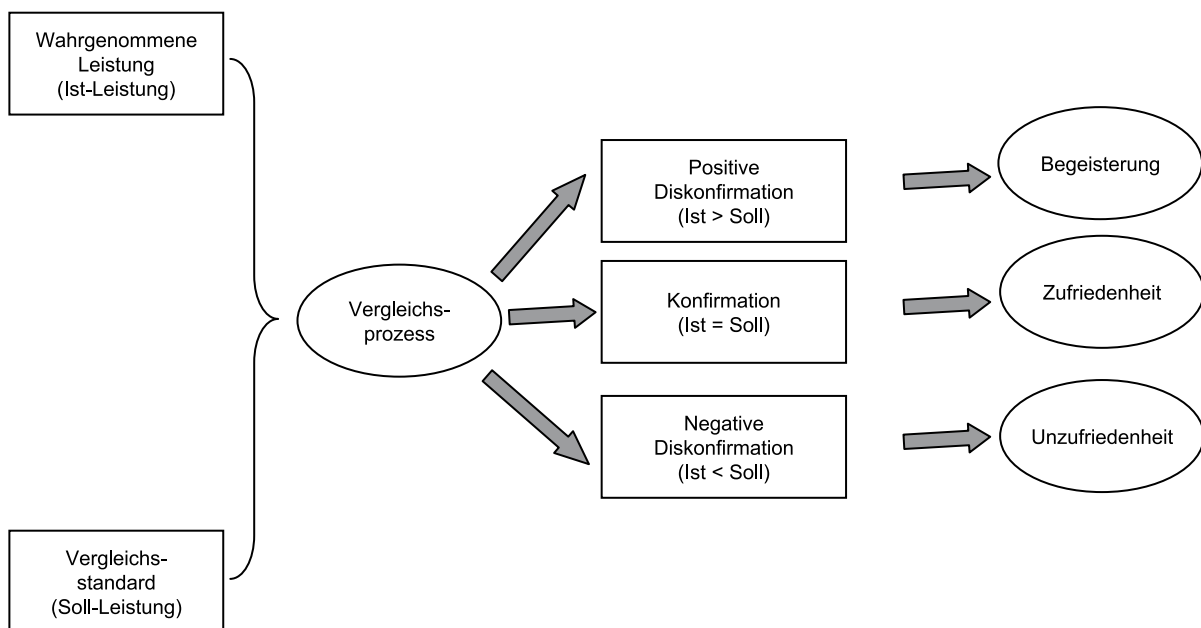 Wahrgenommene
Leistung
(Ist-Leistung)
Vergleichs-
standard
(Soll-Leistung)
Vergleichs-
prozess
Positive
Diskonfirmation
(Ist > Soll)
Konfirmation
(Ist = Soll)
Negative
Diskonfirmation
(Ist < Soll)
Begeisterung
Zufriedenheit
Unzufriedenheit